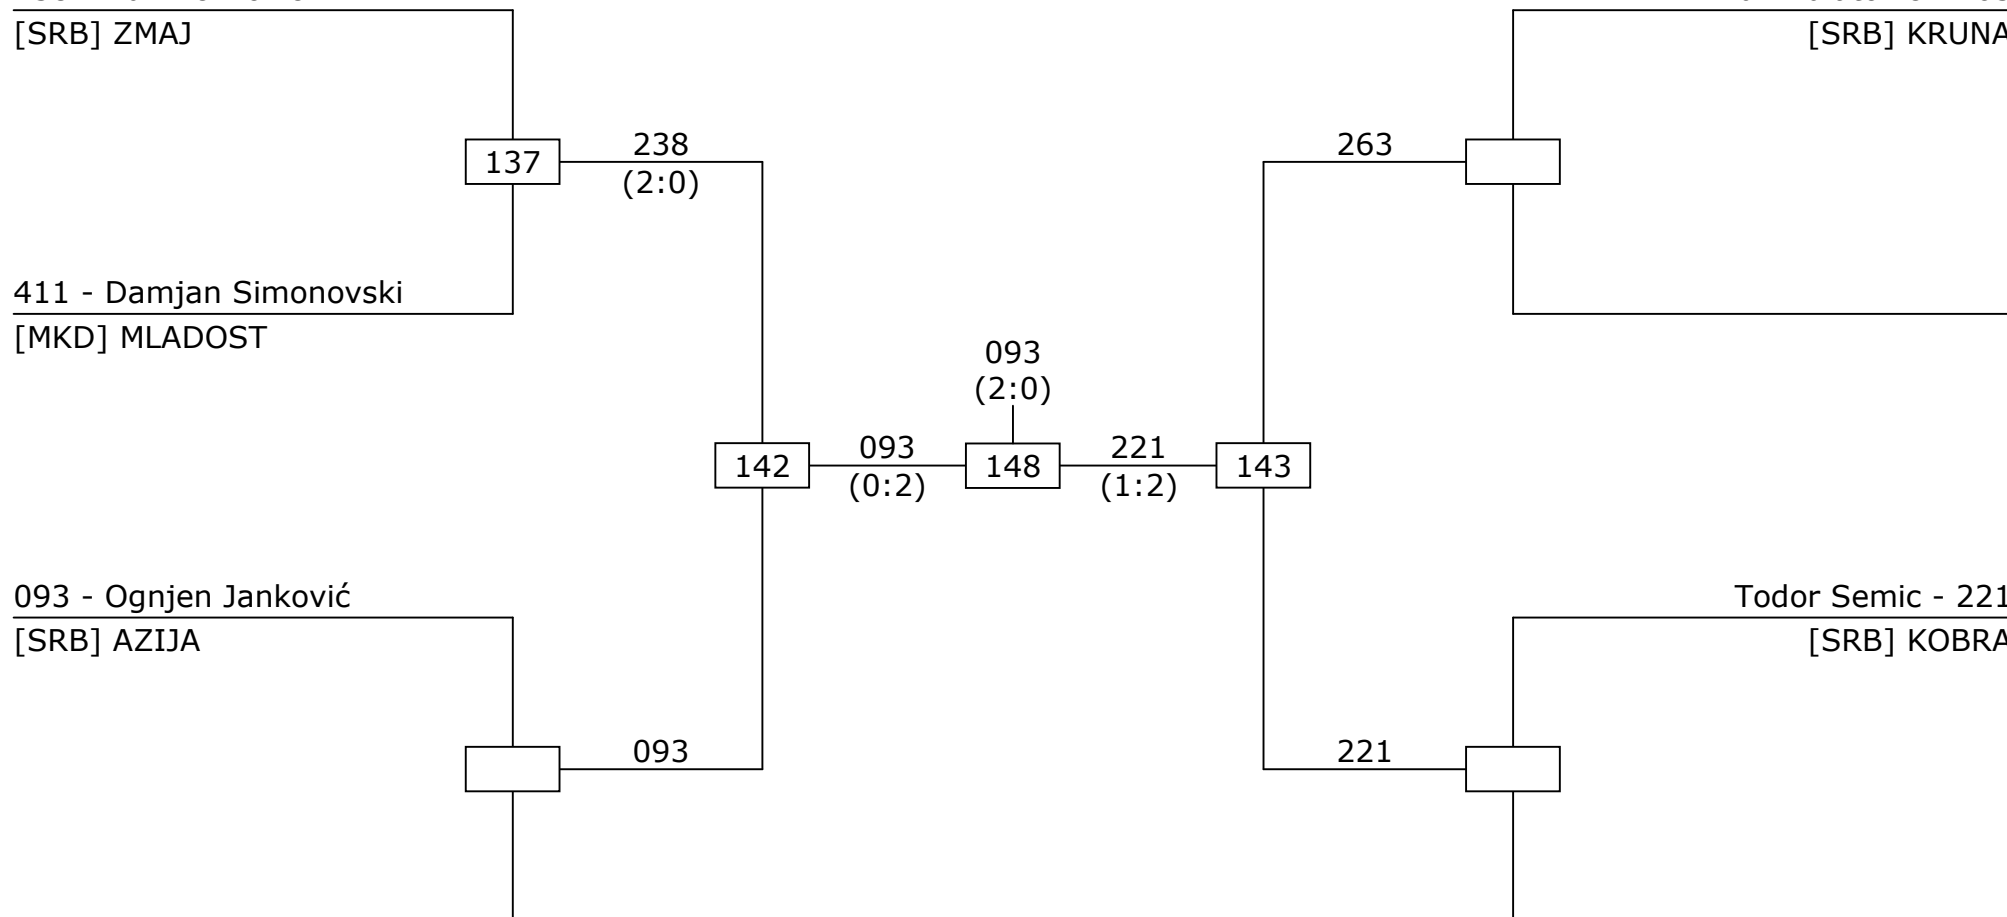 [SRB] ZMAJ
[SRB] KRUNA
238
137
(2:0)
263
411 - Damjan Simonovski
[MKD] MLADOST
093
(2:0)
142
093
(0:2)
148
221
(1:2)
143
093 - Ognjen Janković
[SRB] AZIJA
Todor Semic - 221
[SRB] KOBRA
093
221